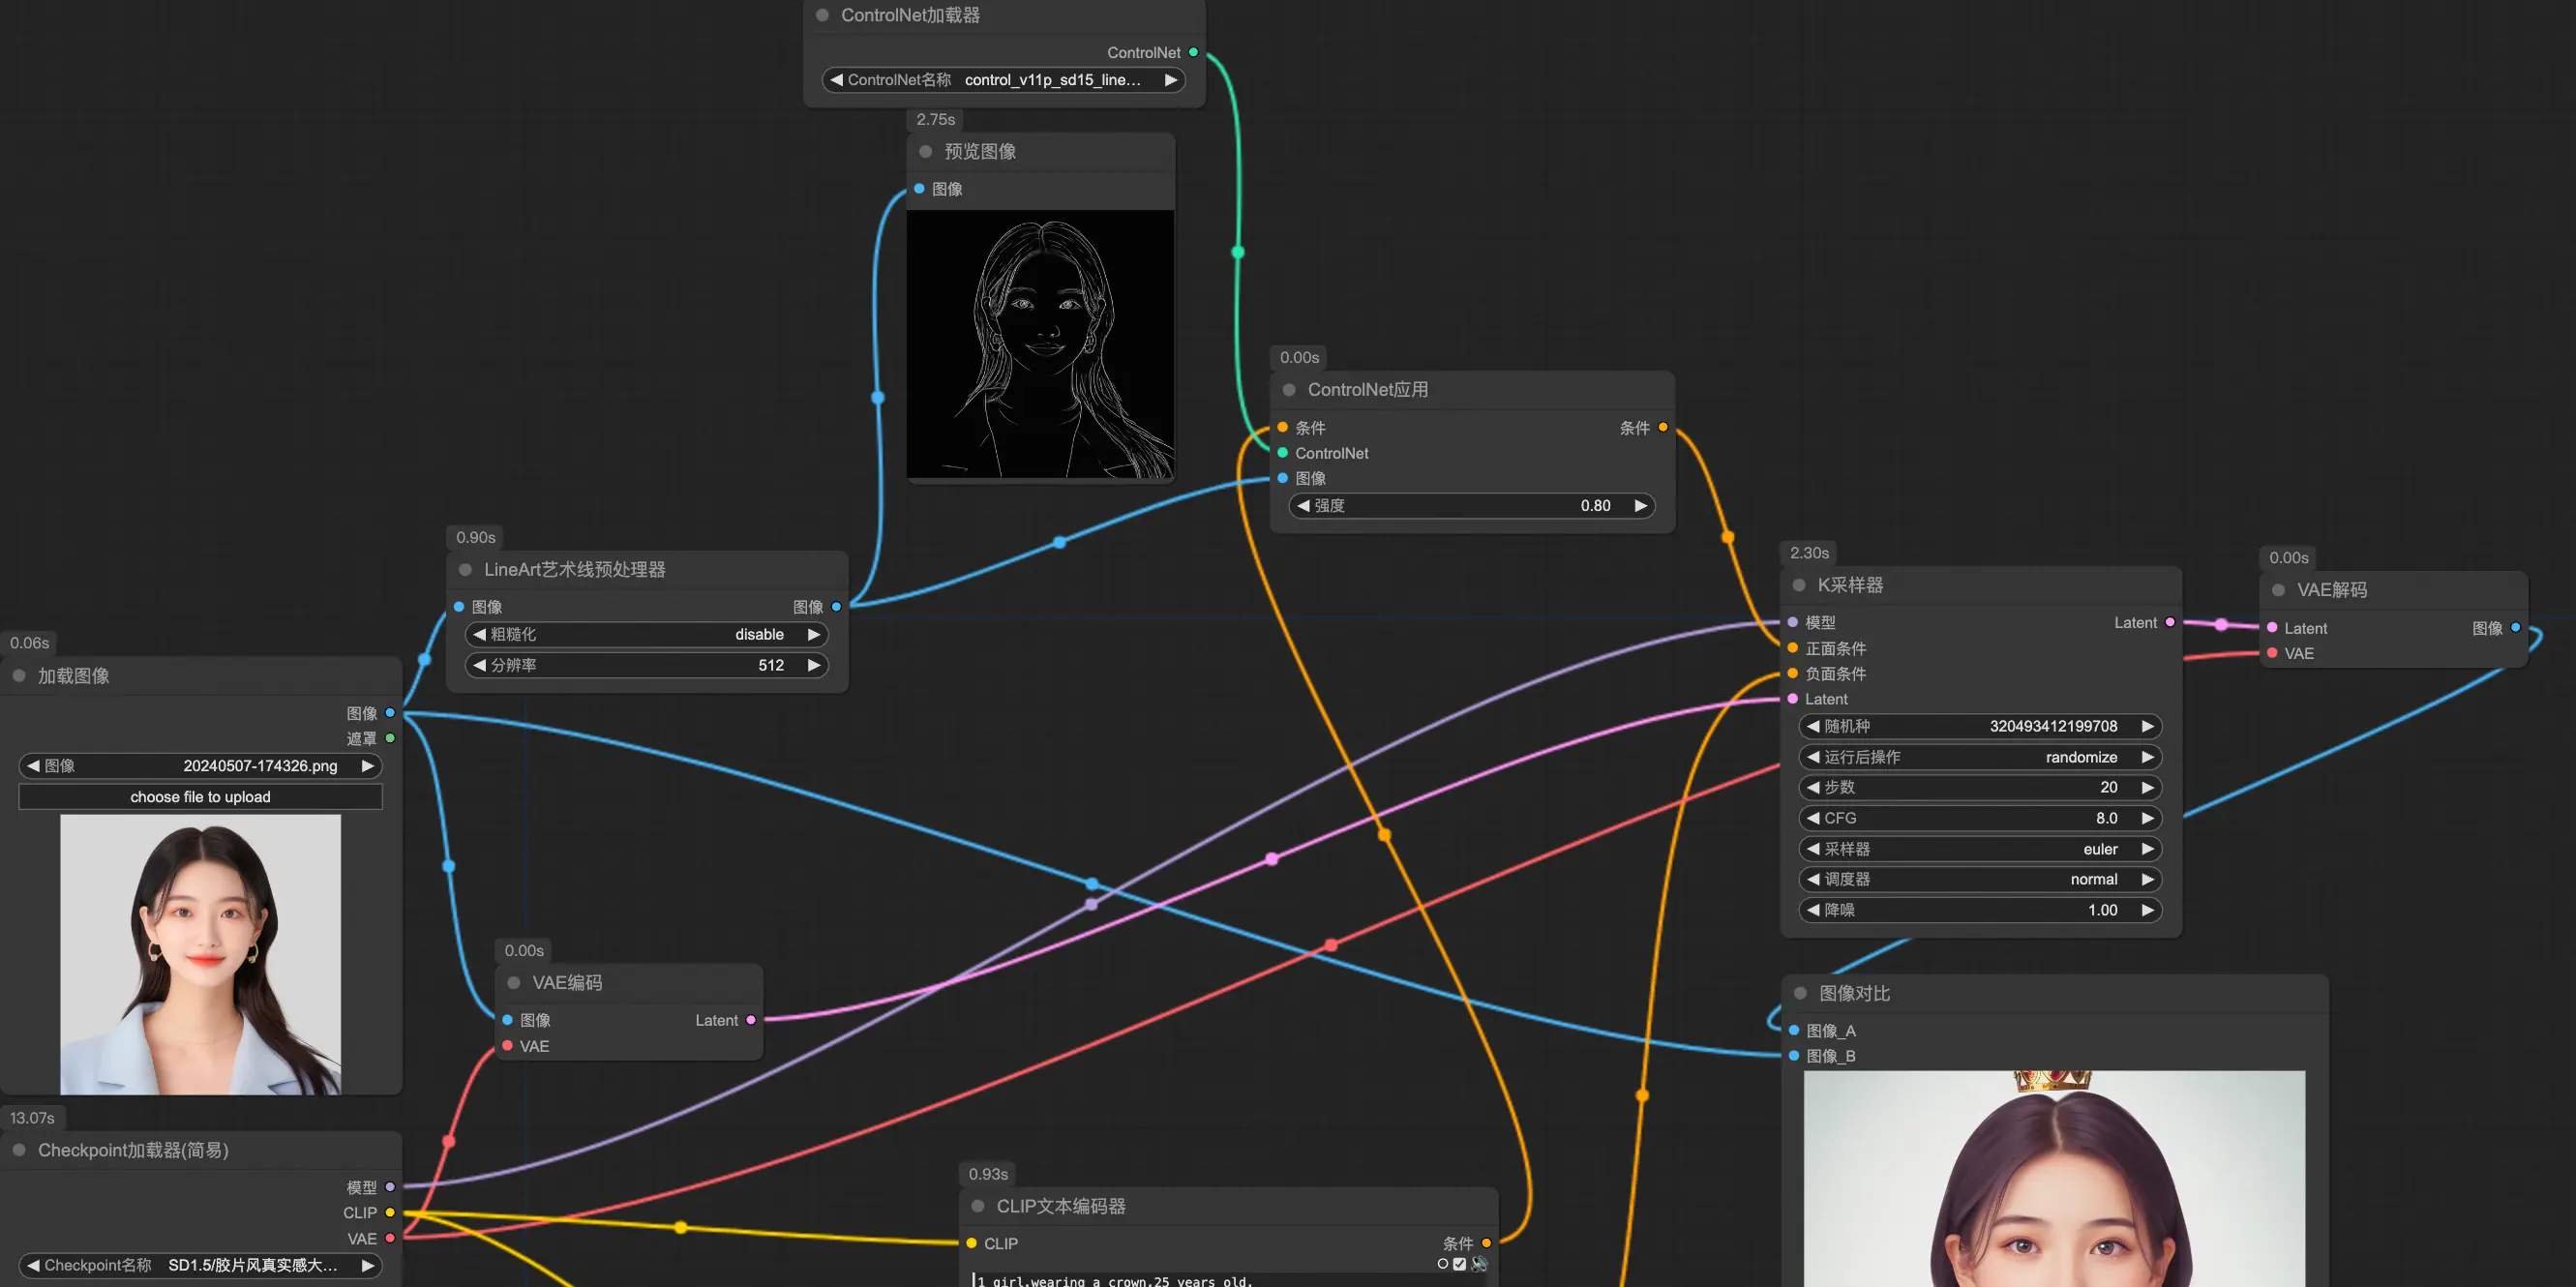 ControlNet加载器
ControlNet
ControlNet名称 control_v11p_sd15_line...
2.75s
预览图像
图像
0.00s
ControlNet应用
条件 条件
ControlNet
图像
强度 0.80
0.90s
LineArt艺术线预处理器
图像 图像
粗糙化 disable
分辨率 512
0.06s
加载图像
图像
遮罩
图像 20240507-174326.png
choose file to upload
2.30s
K采样器
模型 Latent
正面条件
负面条件
Latent
随机种 320493412199708
运行后操作 randomize
步数 20
CFG 8.0
采样器 euler
调度器 normal
降噪 1.00
0.00s
VAE解码
Latent 图像
VAE
0.00s
VAE编码
图像 Latent
VAE
图像对比
图像_A
图像_B
13.07s
Checkpoint加载器(简易)
模型
CLIP
VAE
Checkpoint名称 SD1.5/胶片风真实感大...
0.93s
CLIP文本编码器
CLIP 条件
1 girl,wearing a crown,25 years old,